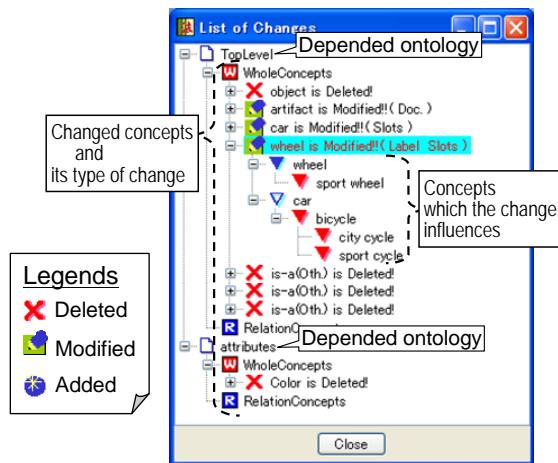 List of Changes
TopLevel
Depended ontology
WholeConcepts
object is Deleted!
artifact is Modified!!( Doc. )
car is Modified!!( Slots )
wheel is Modified!!( Label Slots )
wheel
sport wheel
car
bicycle
city cycle
sport cycle
is-a(Oth.) is Deleted!
is-a(Oth.) is Deleted!
is-a(Oth.) is Deleted!
RelationConcepts
attributes
Depended ontology
WholeConcepts
Color is Deleted!
RelationConcepts
Close
Changed concepts
and
its type of change
Concepts
which the change
influences
Legends
Deleted
Modified
Added